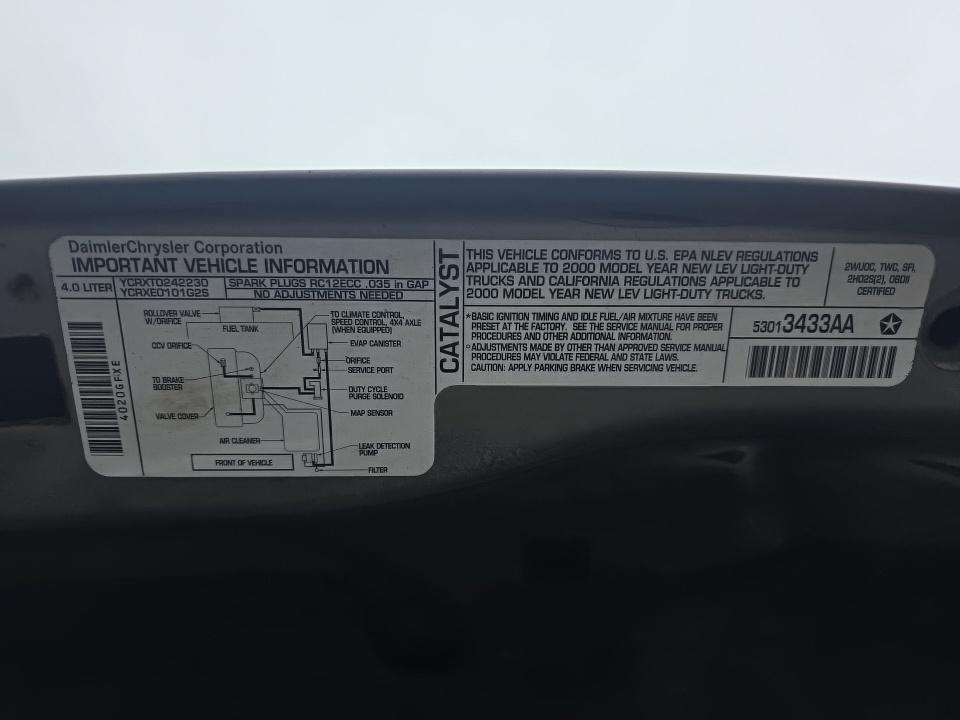 DaimlerChrysler Corporation
IMPORTANT VEHICLE INFORMATION
4.0 LITER
YCRXT0242230
YCRXE0101G2S
SPARK PLUGS RC12ECC .035 in GAP
NO ADJUSTMENTS NEEDED
ROLLOVER VALVE
W/ORIFICE
FUEL TANK
TO CLIMATE CONTROL,
SPEED CONTROL, 4X4 AXLE
(WHEN EQUIPPED)
EVAP CANISTER
CCV ORIFICE
ORIFICE
SERVICE PORT
TO BRAKE
BOOSTER
DUTY CYCLE
PURGE SOLENOID
VALVE COVER
MAP SENSOR
AIR CLEANER
LEAK DETECTION
PUMP
FRONT OF VEHICLE
FILTER
4020GFXE
CATALYST
THIS VEHICLE CONFORMS TO U.S. EPA NLEV REGULATIONS
APPLICABLE TO 2000 MODEL YEAR NEW LEV LIGHT-DUTY
TRUCKS AND CALIFORNIA REGULATIONS APPLICABLE TO
2000 MODEL YEAR NEW LEV LIGHT-DUTY TRUCKS.
*BASIC IGNITION TIMING AND IDLE FUEL/AIR MIXTURE HAVE BEEN
PRESET AT THE FACTORY. SEE THE SERVICE MANUAL FOR PROPER
PROCEDURES AND OTHER ADDITIONAL INFORMATION.
○ADJUSTMENTS MADE BY OTHER THAN APPROVED SERVICE MANUAL
PROCEDURES MAY VIOLATE FEDERAL AND STATE LAWS.
CAUTION: APPLY PARKING BRAKE WHEN SERVICING VEHICLE.
2WU0C, TWC, SFI,
2HO2S(2), OBDII
CERTIFIED
53013433AA